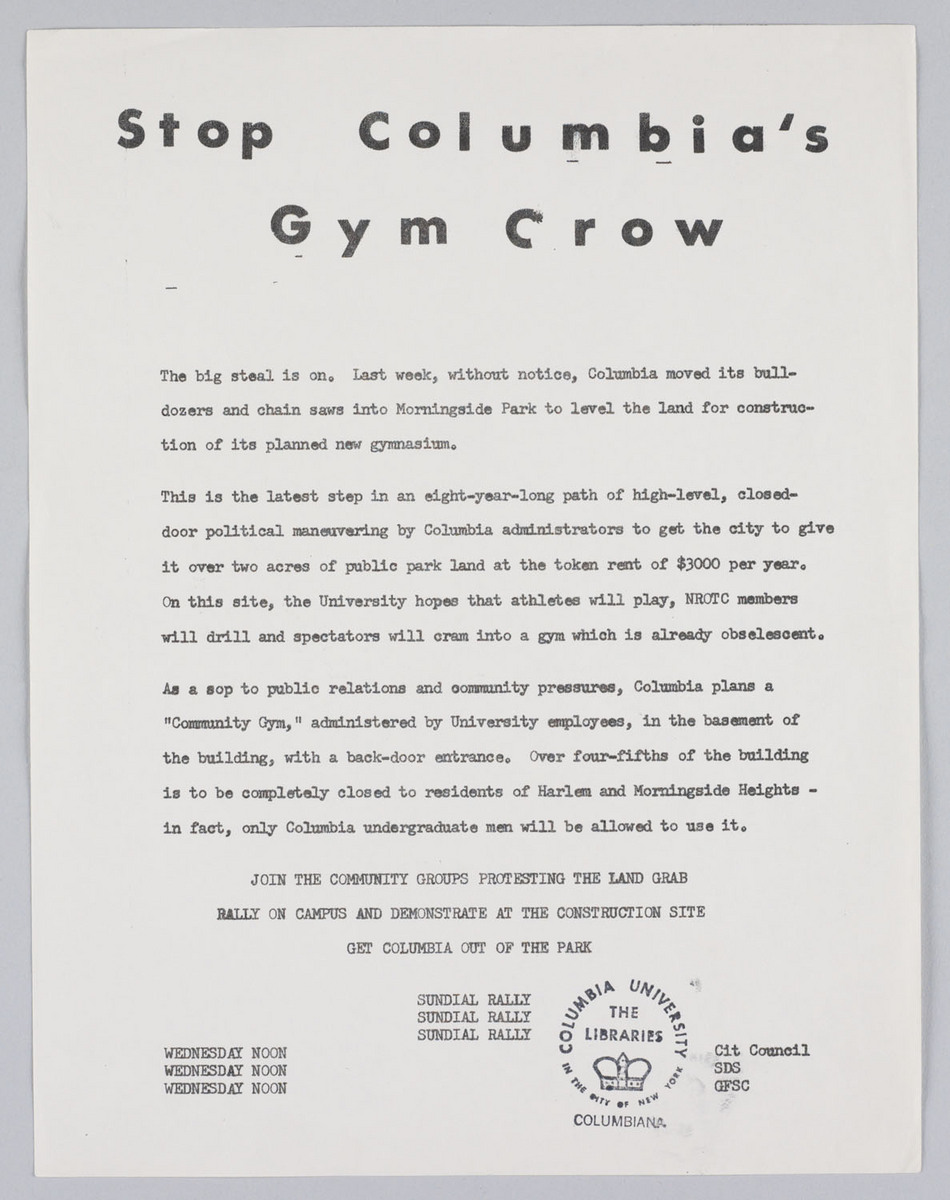 Stop Columbia's
Gym Crow
The big steal is on. Last week, without notice, Columbia moved its bull-
dozers and chain saws into Morningside Park to level the land for construc-
tion of its planned new gymnasium.
This is the latest step in an eight-year-long path of high-level, closed-
door political maneuvering by Columbia administrators to get the city to give
it over two acres of public park land at the token rent of $3000 per year.
On this site, the University hopes that athletes will play, NROTC members
will drill and spectators will cram into a gym which is already obselescent.
As a sop to public relations and community pressures, Columbia plans a
"Community Gym," administered by University employees, in the basement of
the building, with a back-door entrance. Over four-fifths of the building
is to be completely closed to residents of Harlem and Morningside Heights -
in fact, only Columbia undergraduate men will be allowed to use it.
JOIN THE COMMUNITY GROUPS PROTESTING THE LAND GRAB
RALLY ON CAMPUS AND DEMONSTRATE AT THE CONSTRUCTION SITE
GET COLUMBIA OUT OF THE PARK
SUNDIAL RALLY
SUNDIAL RALLY
SUNDIAL RALLY
WEDNESDAY NOON
WEDNESDAY NOON
WEDNESDAY NOON
COLUMBIA UNIVERSITY
THE
LIBRARIES
IN THE CITY OF NEW YORK
COLUMBIANA
Cit Council
SDS
GFSC